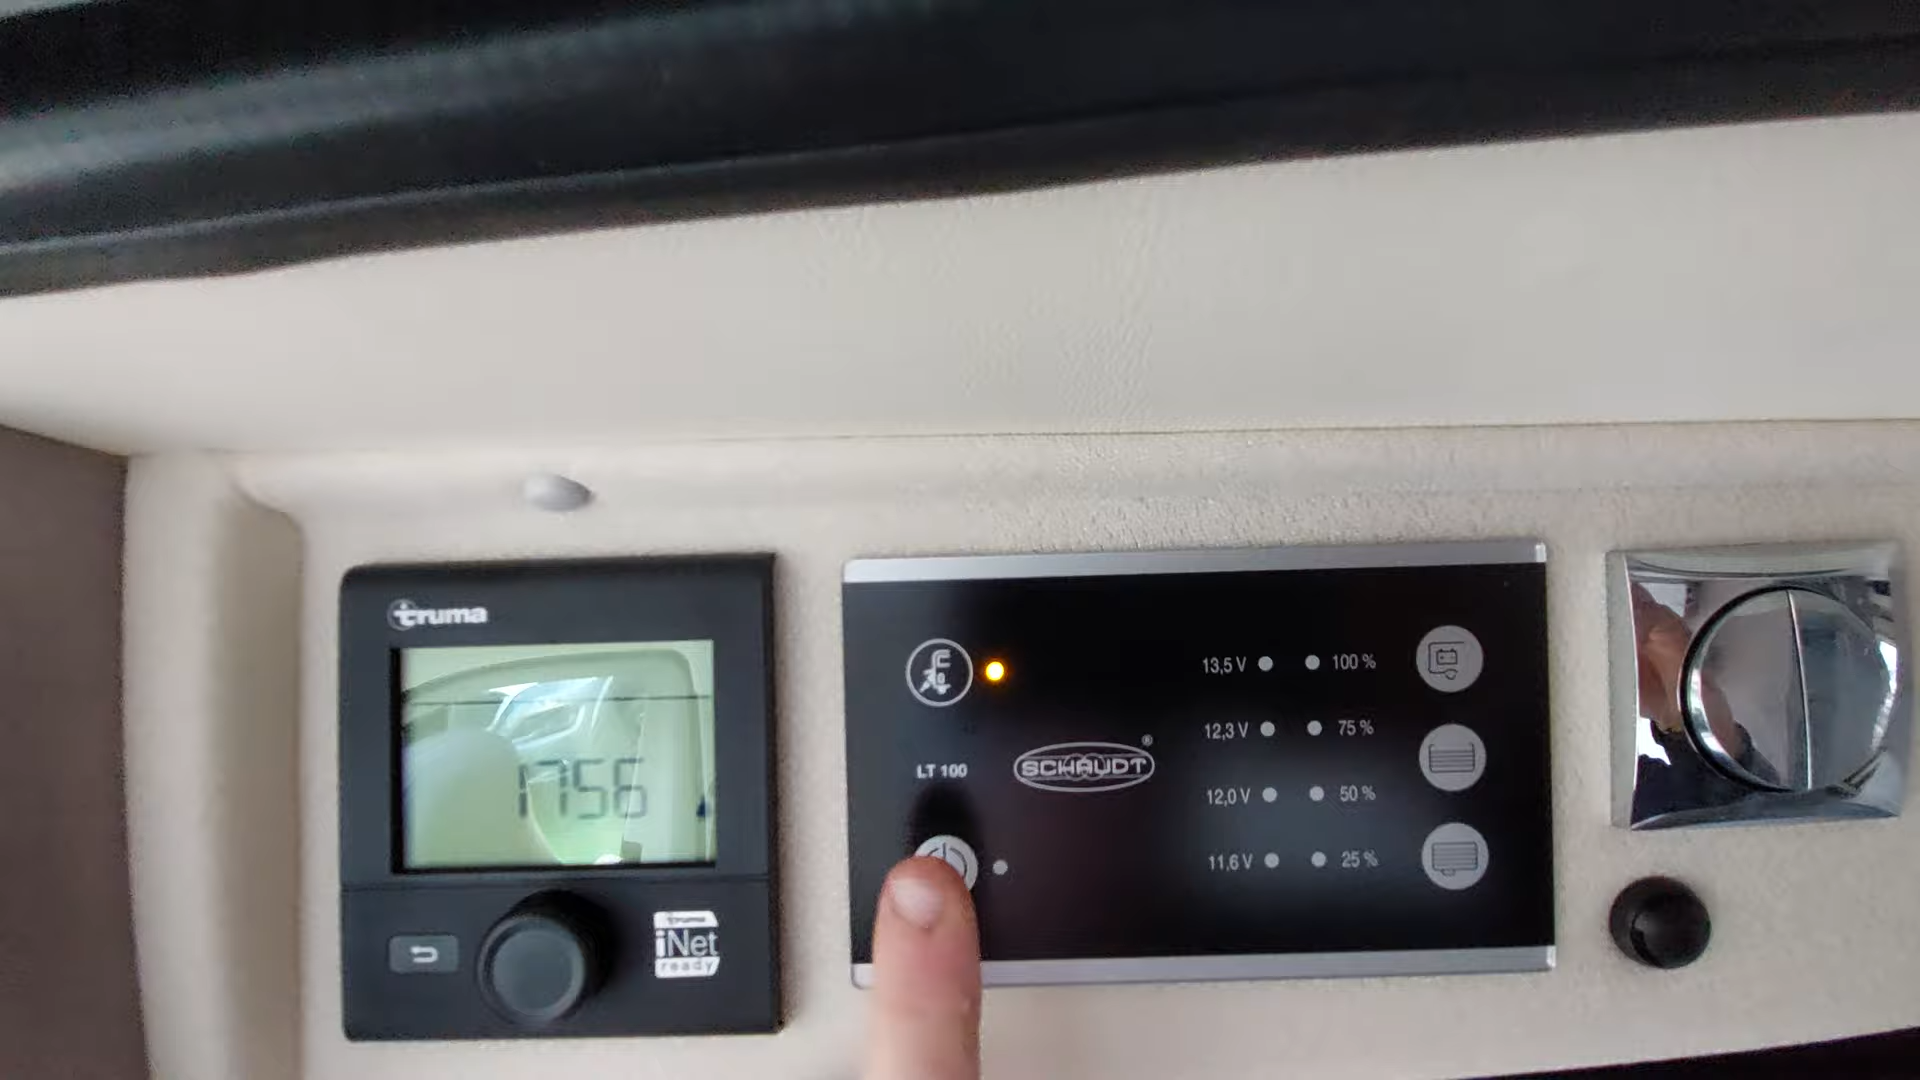 truma
1756
truma
iNet
ready
LT 100
SCHAUDT®
13,5 V 100 %
12,3 V 75 %
12,0 V 50 %
11,6 V 25 %